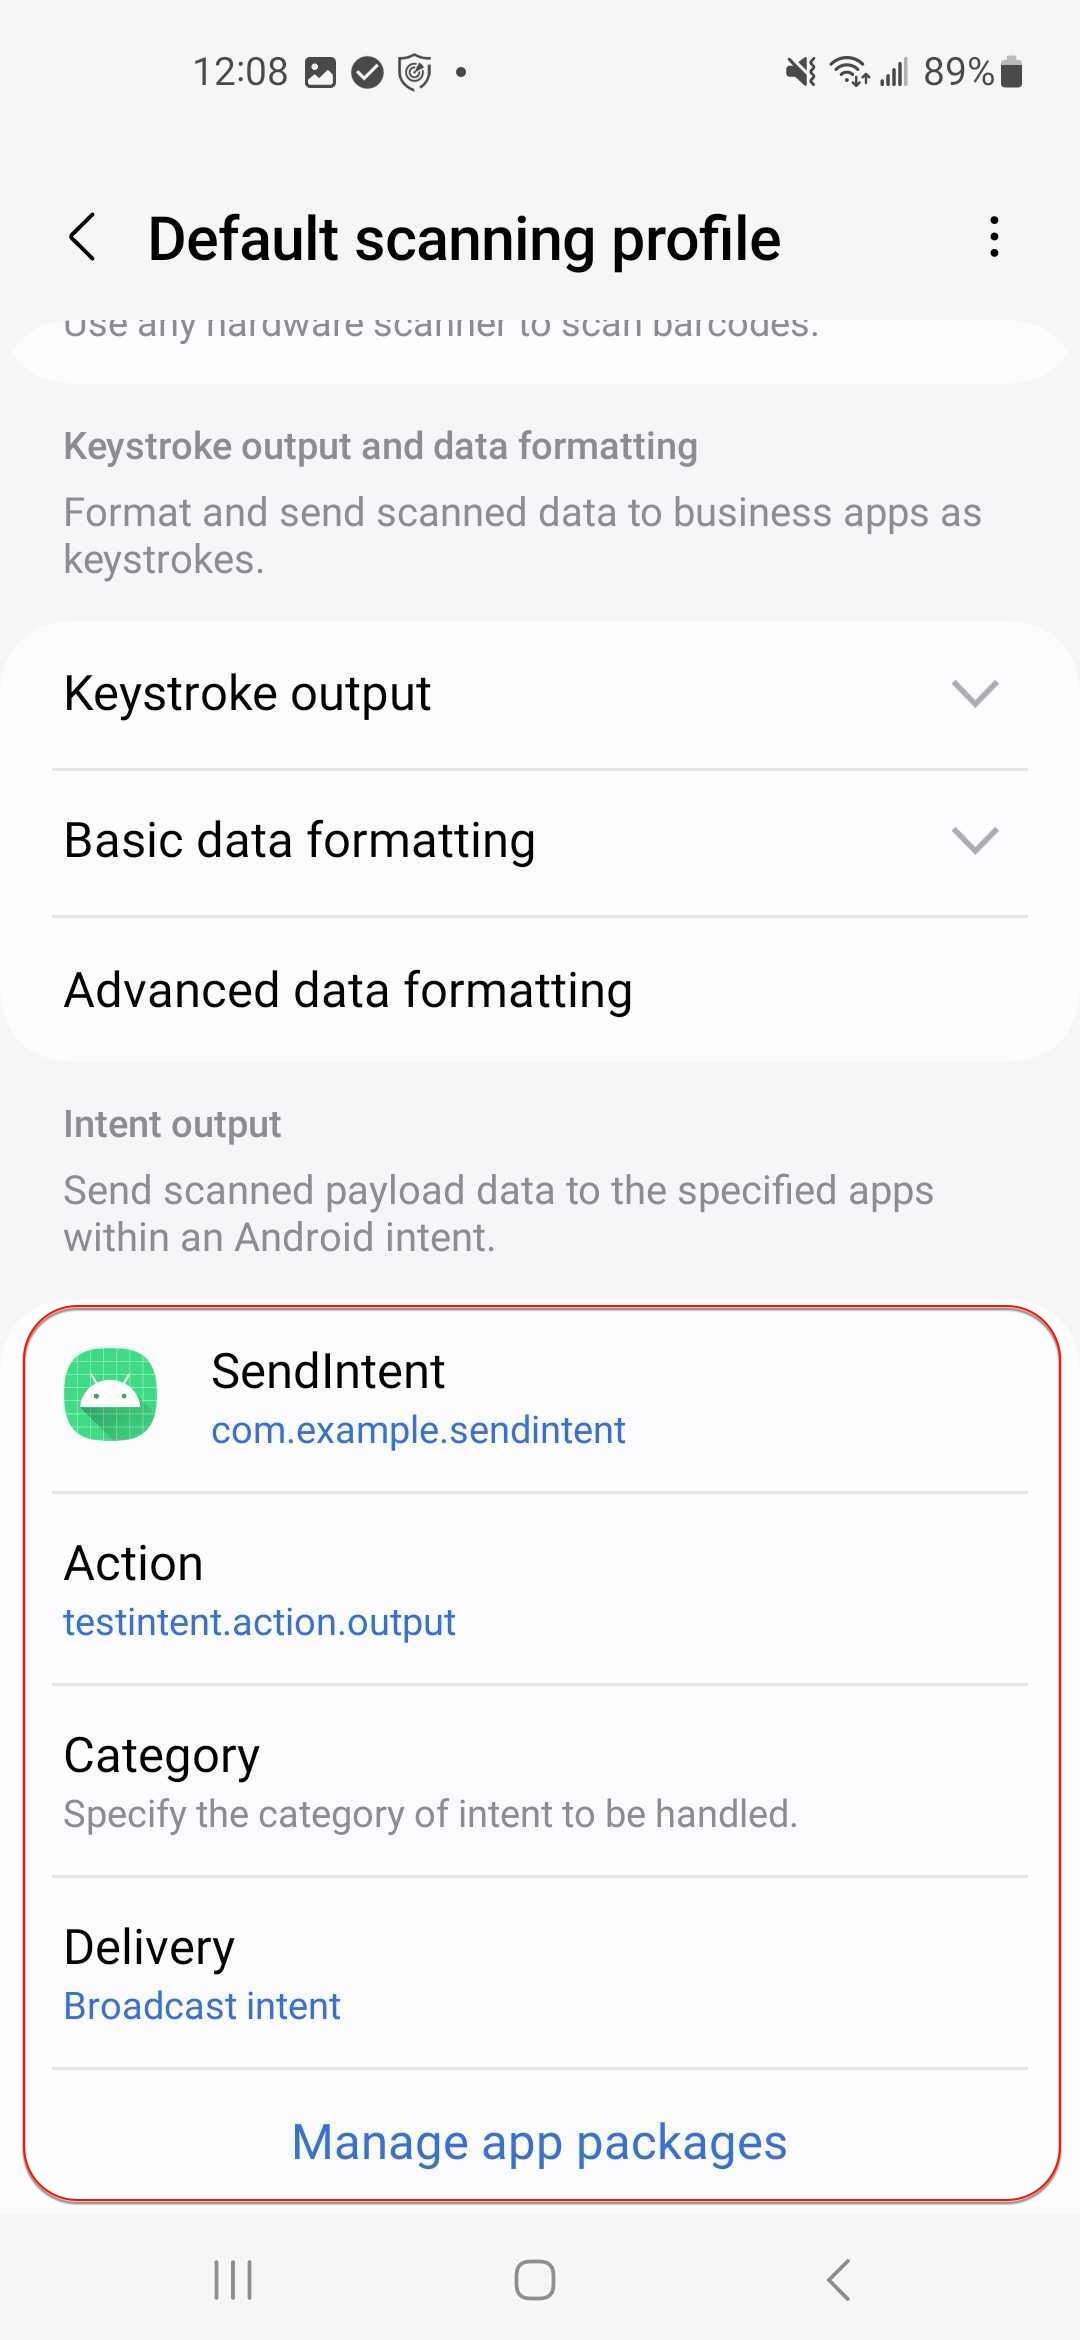 12:08
89%
Default scanning profile
Use any hardware scanner to scan barcodes.
Keystroke output and data formatting
Format and send scanned data to business apps as
keystrokes.
Keystroke output
Basic data formatting
Advanced data formatting
Intent output
Send scanned payload data to the specified apps
within an Android intent.
SendIntent
com.example.sendintent
Action
testintent.action.output
Category
Specify the category of intent to be handled.
Delivery
Broadcast intent
Manage app packages